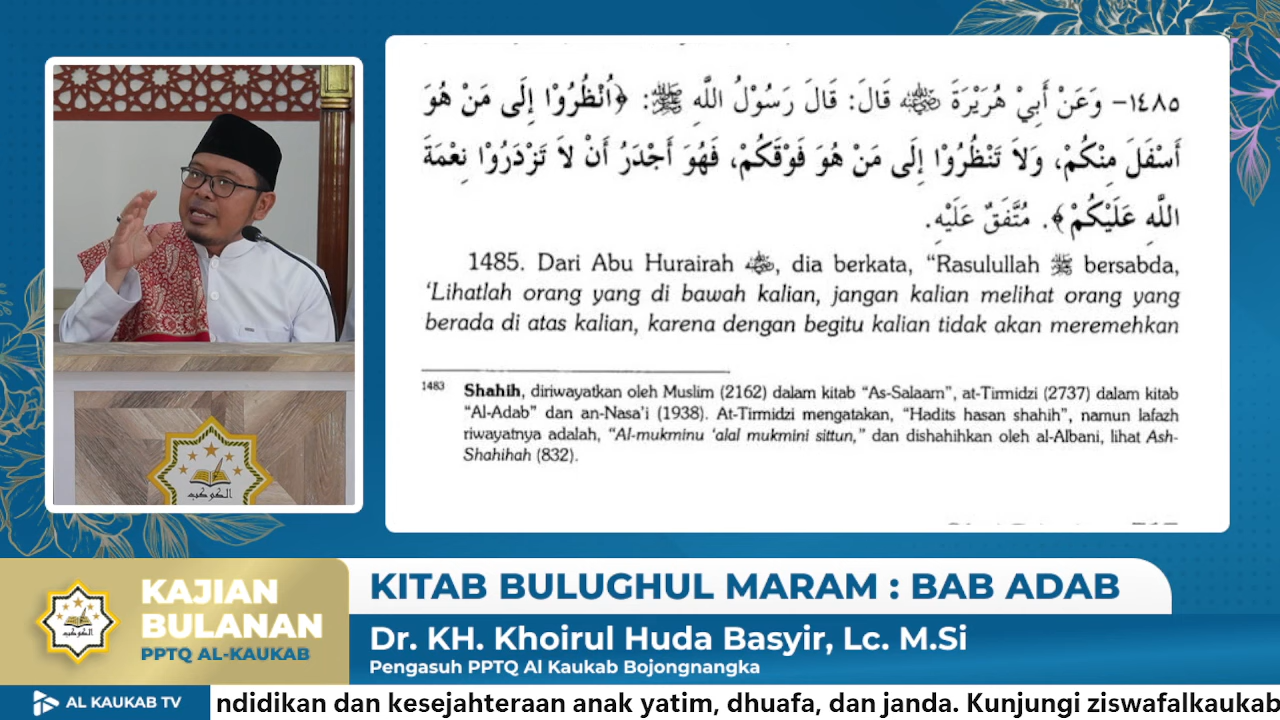 ١٤٨٥- وَعَنْ أَبِيْ هُرَيْرَةَ ﵁ قَالَ: قَالَ رَسُوْلُ اللَّهِ ﷺ: ﴿اُنْظُرُوْا إِلَى مَنْ هُوَ
أَسْفَلَ مِنْكُمْ، وَلاَ تَنْظُرُوْا إِلَى مَنْ هُوَ فَوْقَكُمْ، فَهُوَ أَجْدَرُ أَنْ لاَ تَزْدَرُوْا نِعْمَةَ
اللَّهِ عَلَيْكُمْ﴾. مُتَّفَقٌ عَلَيْهِ.
1485. Dari Abu Hurairah ﵁, dia berkata, “Rasulullah ﷺ bersabda,
‘Lihatlah orang yang di bawah kalian, jangan kalian melihat orang yang
berada di atas kalian, karena dengan begitu kalian tidak akan meremehkan
1483 Shahih, diriwayatkan oleh Muslim (2162) dalam kitab “As-Salaam”, at-Tirmidzi (2737) dalam kitab
“Al-Adab” dan an-Nasa’i (1938). At-Tirmidzi mengatakan, “Hadits hasan shahih”, namun lafazh
riwayatnya adalah, “Al-mukminu ‘alal mukmini sittun,” dan dishahihkan oleh al-Albani, lihat Ash-
Shahihah (832).
الكوكب
KAJIAN
BULANAN
PPTQ AL-KAUKAB
KITAB BULUGHUL MARAM : BAB ADAB
Dr. KH. Khoirul Huda Basyir, Lc. M.Si
Pengasuh PPTQ Al Kaukab Bojongnangka
AL KAUKAB TV
ndidikan dan kesejahteraan anak yatim, dhuafa, dan janda. Kunjungi ziswafalkaukab